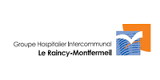 Groupe Hospitalier Intercommunal
Le Raincy-Montfermeil